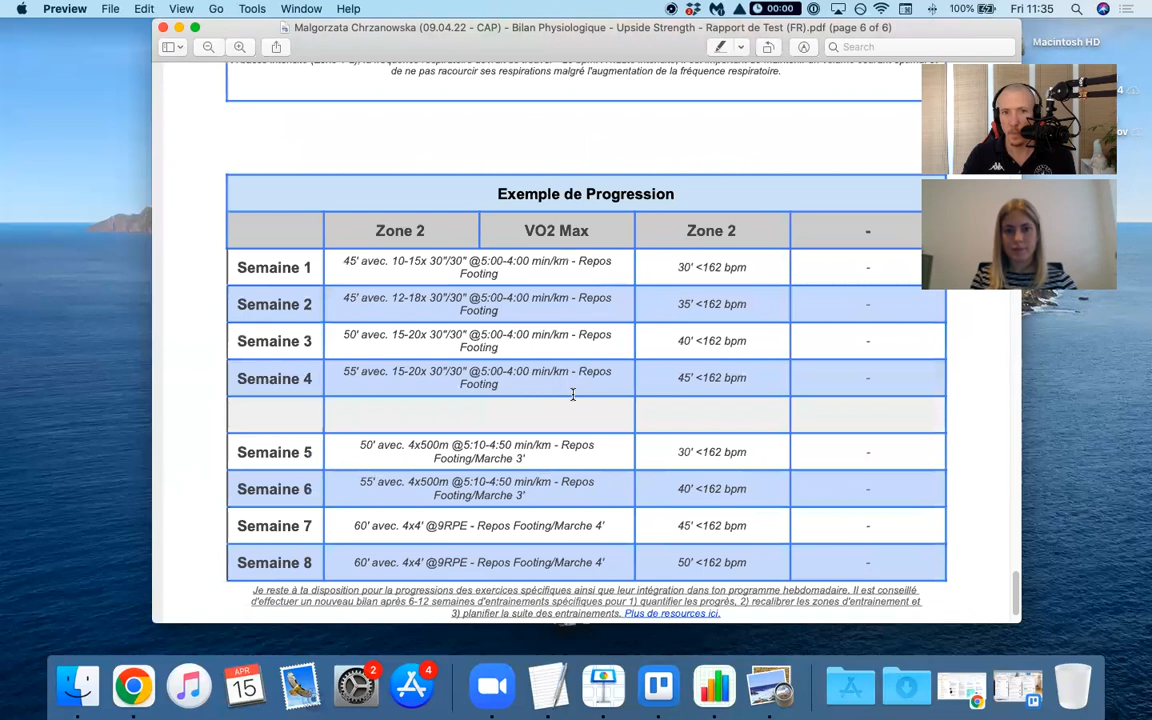 Preview File Edit View Go Tools Window Help 00:00 100% Fri 11:35
Malgorzata Chrzanowska (09.04.22 - CAP) - Bilan Physiologique - Upside Strength - Rapport de Test (FR).pdf (page 6 of 6)
Search
Macintosh HD
de ne pas racourcir ses respirations malgré l'augmentation de la fréquence respiratoire.
4
ov
Exemple de Progression
Zone 2 VO2 Max Zone 2 -
Semaine 1 45' avec. 10-15x 30"/30" @5:00-4:00 min/km - Repos Footing 30' <162 bpm -
Semaine 2 45' avec. 12-18x 30"/30" @5:00-4:00 min/km - Repos Footing 35' <162 bpm -
Semaine 3 50' avec. 15-20x 30"/30" @5:00-4:00 min/km - Repos Footing 40' <162 bpm -
Semaine 4 55' avec. 15-20x 30"/30" @5:00-4:00 min/km - Repos Footing 45' <162 bpm -
Semaine 5 50' avec. 4x500m @5:10-4:50 min/km - Repos Footing/Marche 3' 30' <162 bpm -
Semaine 6 55' avec. 4x500m @5:10-4:50 min/km - Repos Footing/Marche 3' 40' <162 bpm -
Semaine 7 60' avec. 4x4' @9RPE - Repos Footing/Marche 4' 45' <162 bpm -
Semaine 8 60' avec. 4x4' @9RPE - Repos Footing/Marche 4' 50' <162 bpm -
Je reste à ta disposition pour la progressions des exercices spécifiques ainsi que leur intégration dans ton programme hebdomadaire. Il est conseillé
d'effectuer un nouveau bilan après 6-12 semaines d'entrainements spécifiques pour 1) quantifier les progrès, 2) recalibrer les zones d'entrainement et
3) planifier la suite des entrainements. Plus de resources ici.
APR
15
2
4